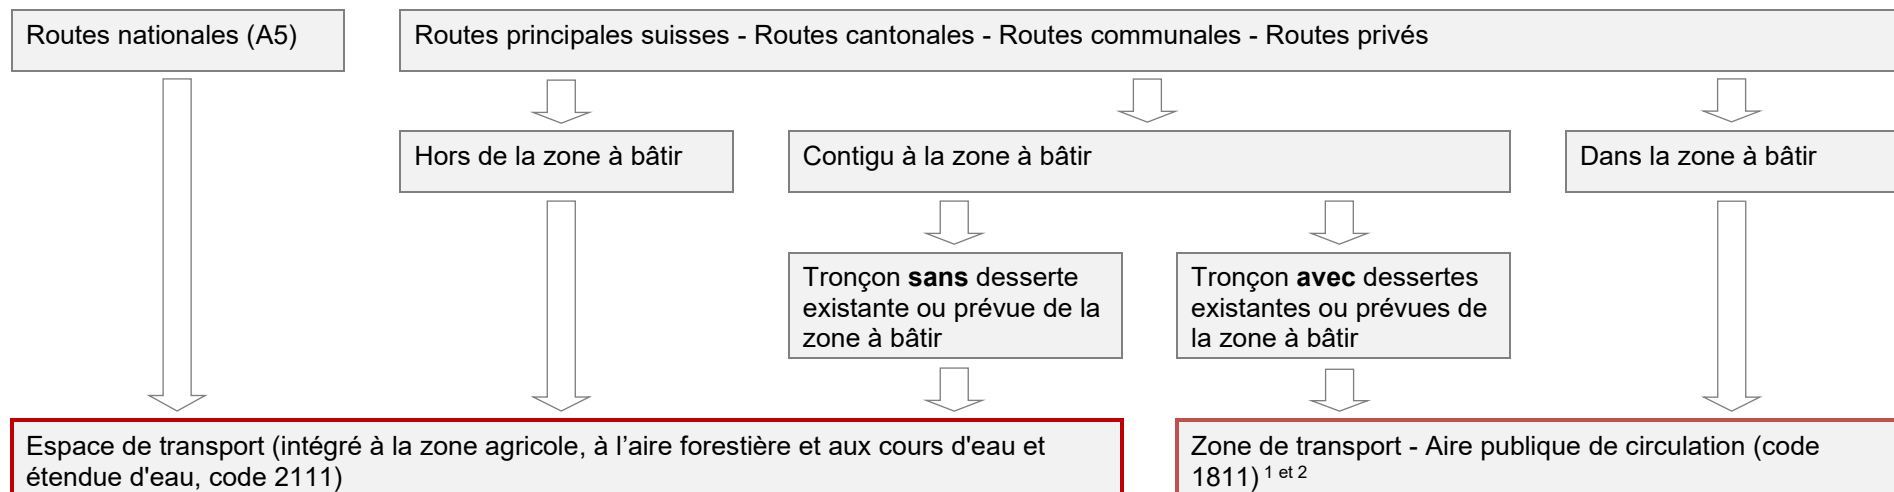 Routes nationales (A5)
Routes principales suisses - Routes cantonales - Routes communales - Routes privés
Hors de la zone à bâtir
Contigu à la zone à bâtir
Dans la zone à bâtir
Tronçon sans desserte
existante ou prévue de la
zone à bâtir
Tronçon avec dessertes
existantes ou prévues de
la zone à bâtir
Espace de transport (intégré à la zone agricole, à l’aire forestière et aux cours d'eau et
étendue d'eau, code 2111)
Zone de transport - Aire publique de circulation (code
1811) 1 et 2